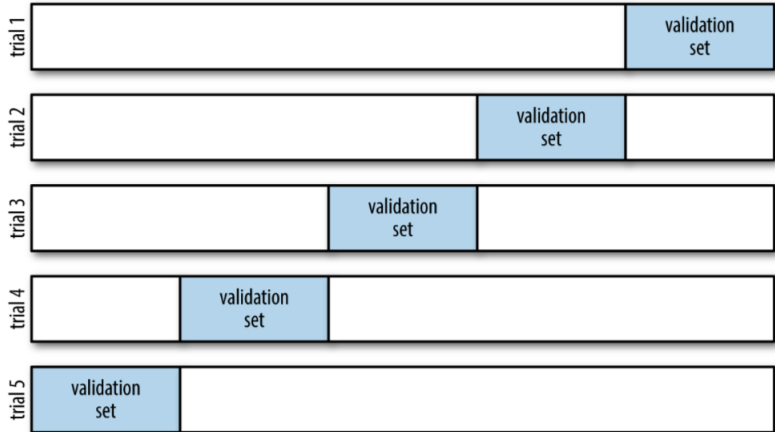 trial 1
validation
set
trial 2
validation
set
trial 3
validation
set
trial 4
validation
set
trial 5
validation
set